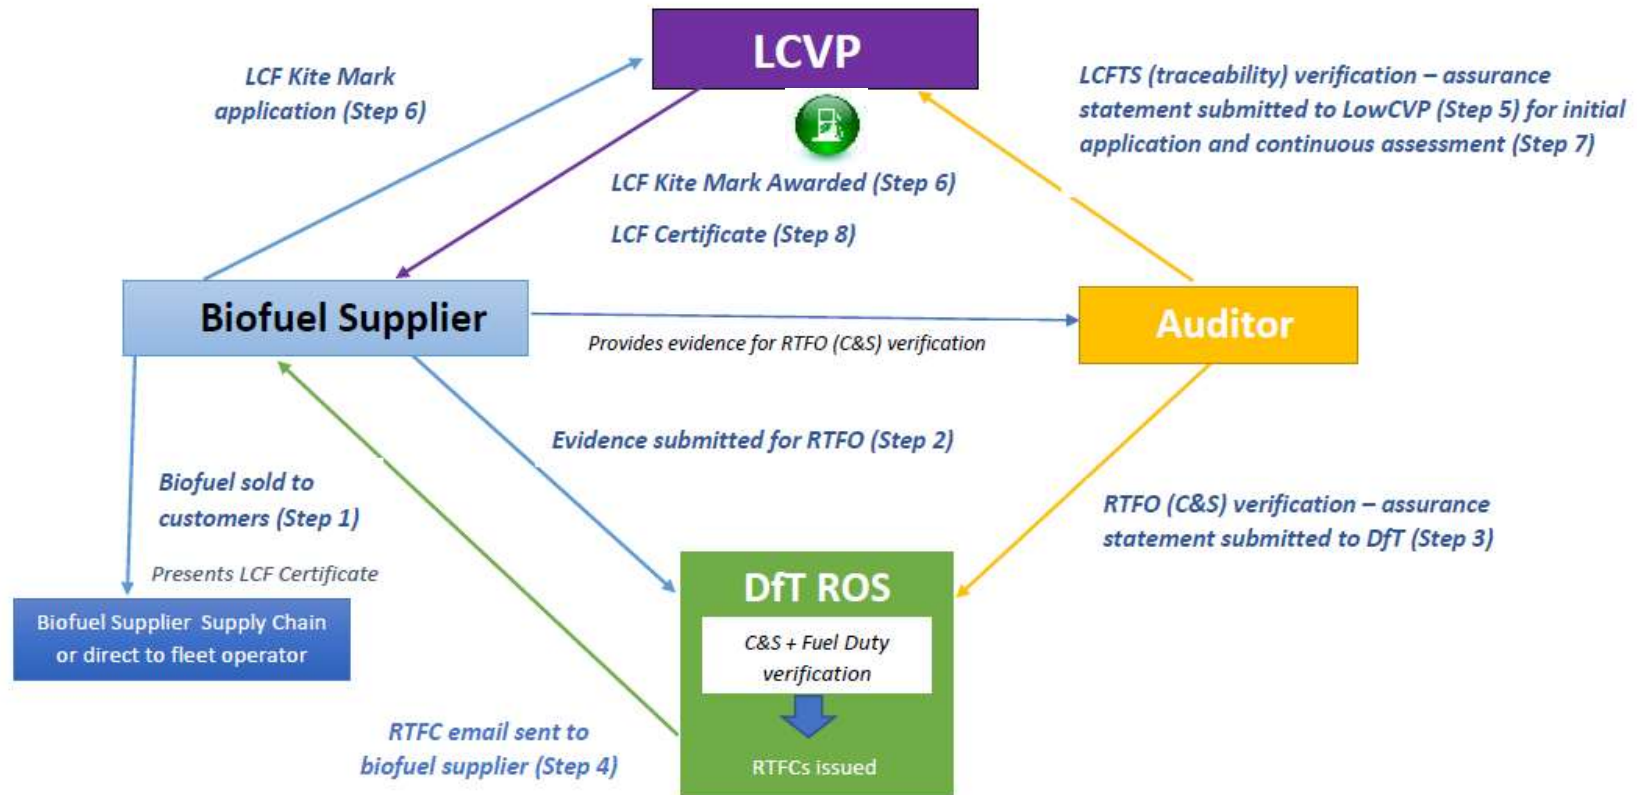 LCVP
LCF Kite Mark
application (Step 6)
LCFTS (traceability) verification – assurance
statement submitted to LowCVP (Step 5) for initial
application and continuous assessment (Step 7)
LCF Kite Mark Awarded (Step 6)
LCF Certificate (Step 8)
Biofuel Supplier
Provides evidence for RTFO (C&S) verification
Auditor
Evidence submitted for RTFO (Step 2)
Biofuel sold to
customers (Step 1)
Presents LCF Certificate
Biofuel Supplier Supply Chain
or direct to fleet operator
RTFO (C&S) verification – assurance
statement submitted to DfT (Step 3)
DfT ROS
C&S + Fuel Duty
verification
RTFCs issued
RTFC email sent to
biofuel supplier (Step 4)